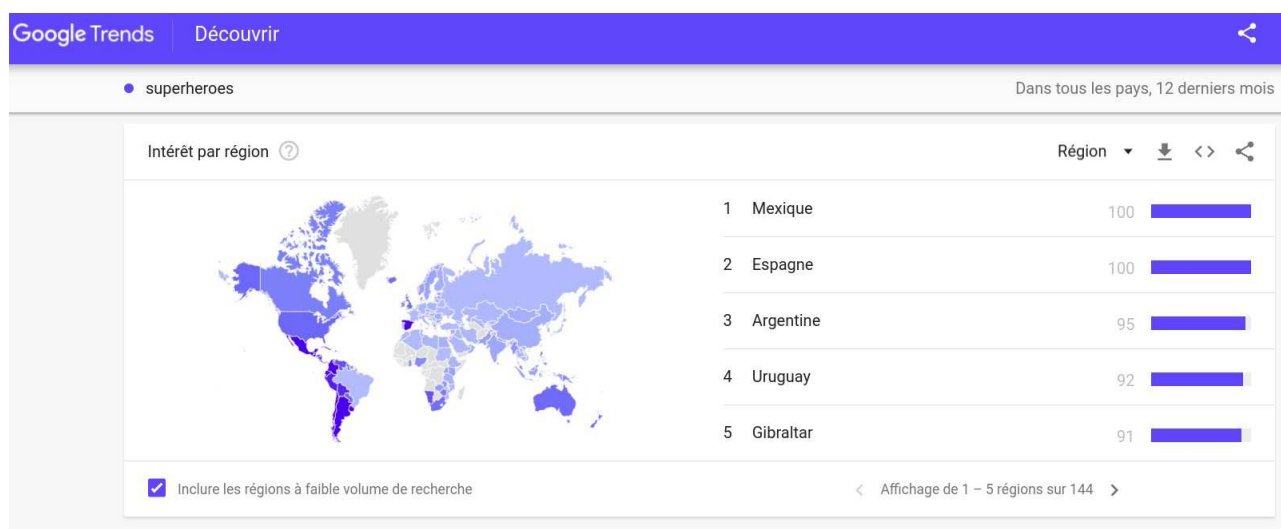 Google Trends Découvrir
superheroes Dans tous les pays, 12 derniers mois
Intérêt par région ? Région < >
1 Mexique 100
2 Espagne 100
3 Argentine 95
4 Uruguay 92
5 Gibraltar 91
Inclure les régions à faible volume de recherche < Affichage de 1 – 5 régions sur 144 >